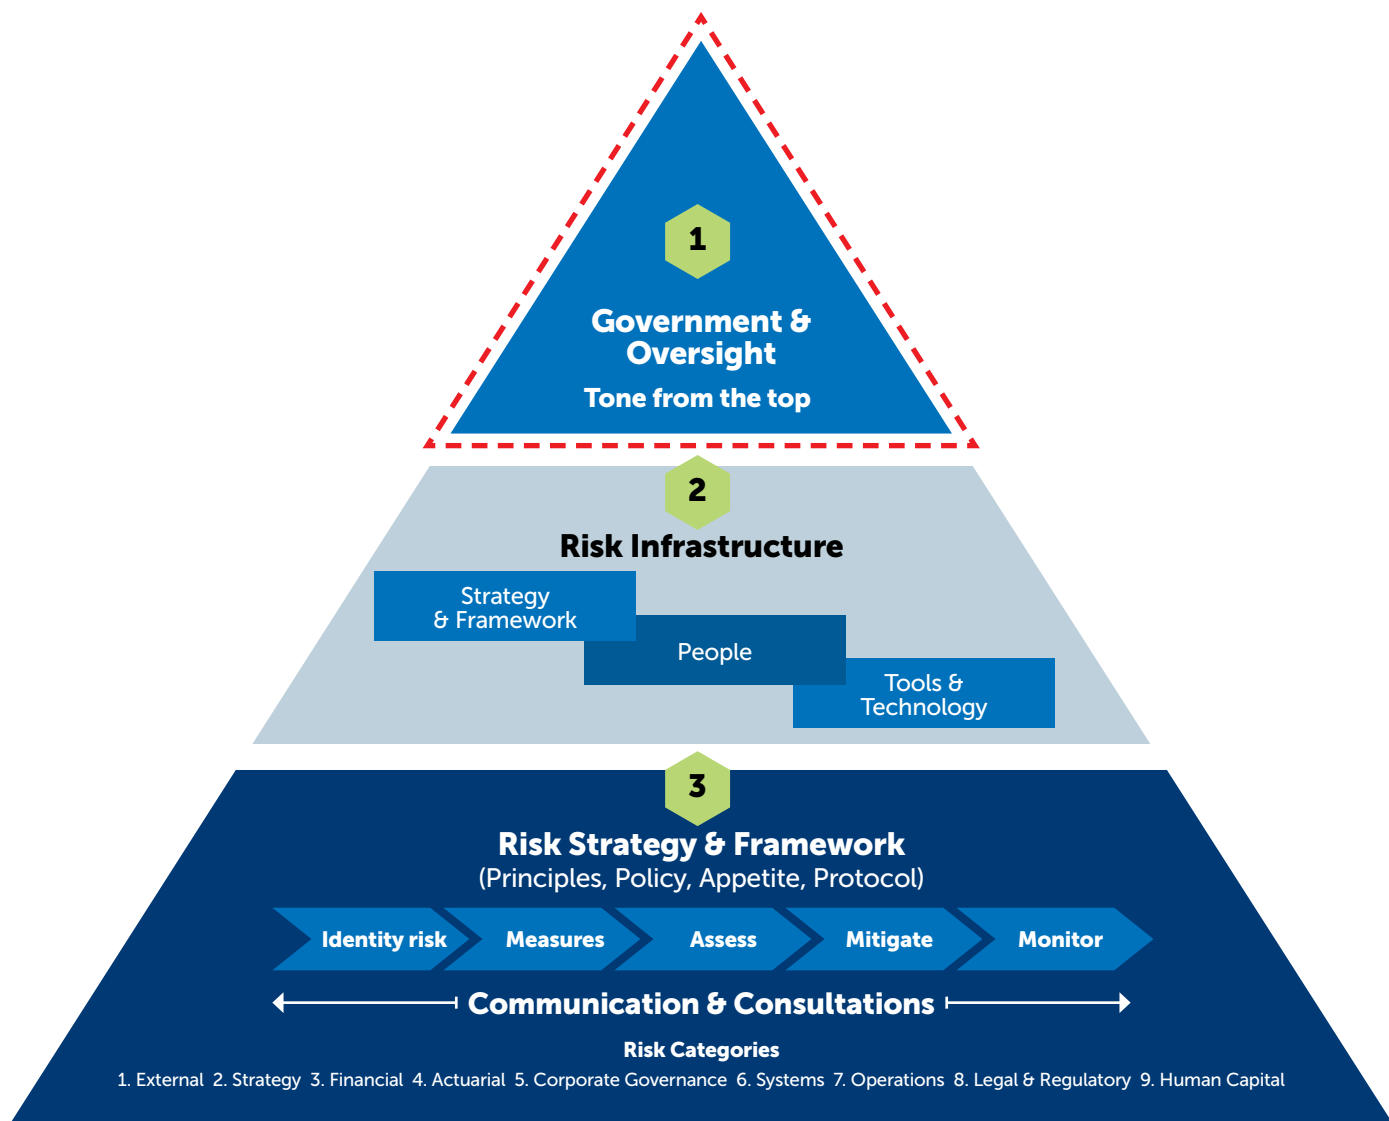 1
Government &
Oversight
Tone from the top
2
Risk Infrastructure
Strategy
& Framework
People
Tools &
Technology
3
Risk Strategy & Framework
(Principles, Policy, Appetite, Protocol)
Identity risk Measures Assess Mitigate Monitor
Communication & Consultations
Risk Categories
1. External 2. Strategy 3. Financial 4. Actuarial 5. Corporate Governance 6. Systems 7. Operations 8. Legal & Regulatory 9. Human Capital